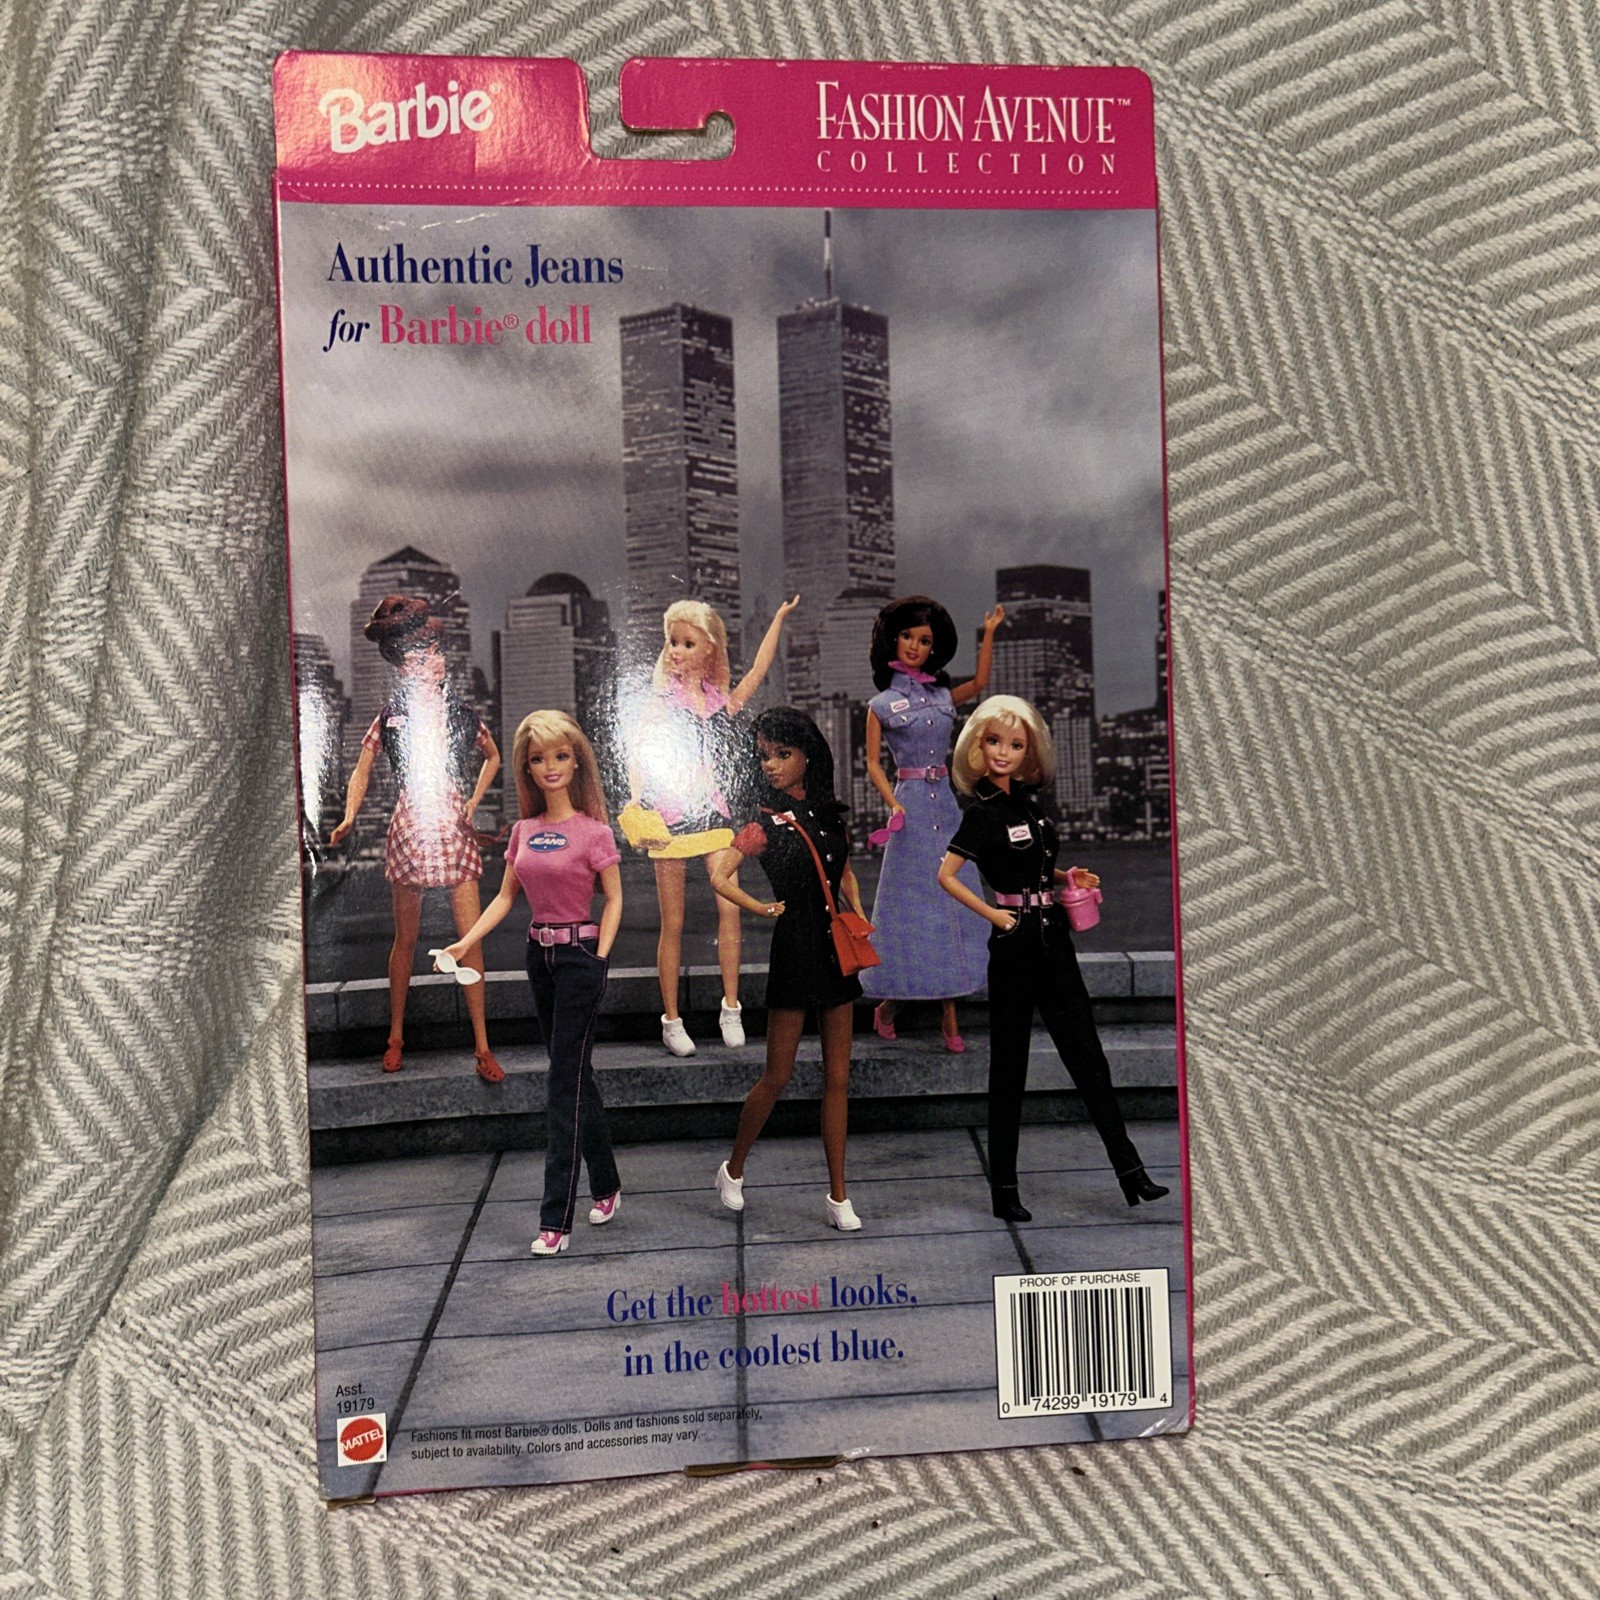 Barbie®
FASHION AVENUE™
COLLECTION
Authentic Jeans
for Barbie® doll
JEANS
Get the hottest looks,
in the coolest blue.
PROOF OF PURCHASE
0 74299 19179 4
Asst.
19179
MATTEL
Fashions fit most Barbie® dolls. Dolls and fashions sold separately,
subject to availability. Colors and accessories may vary.